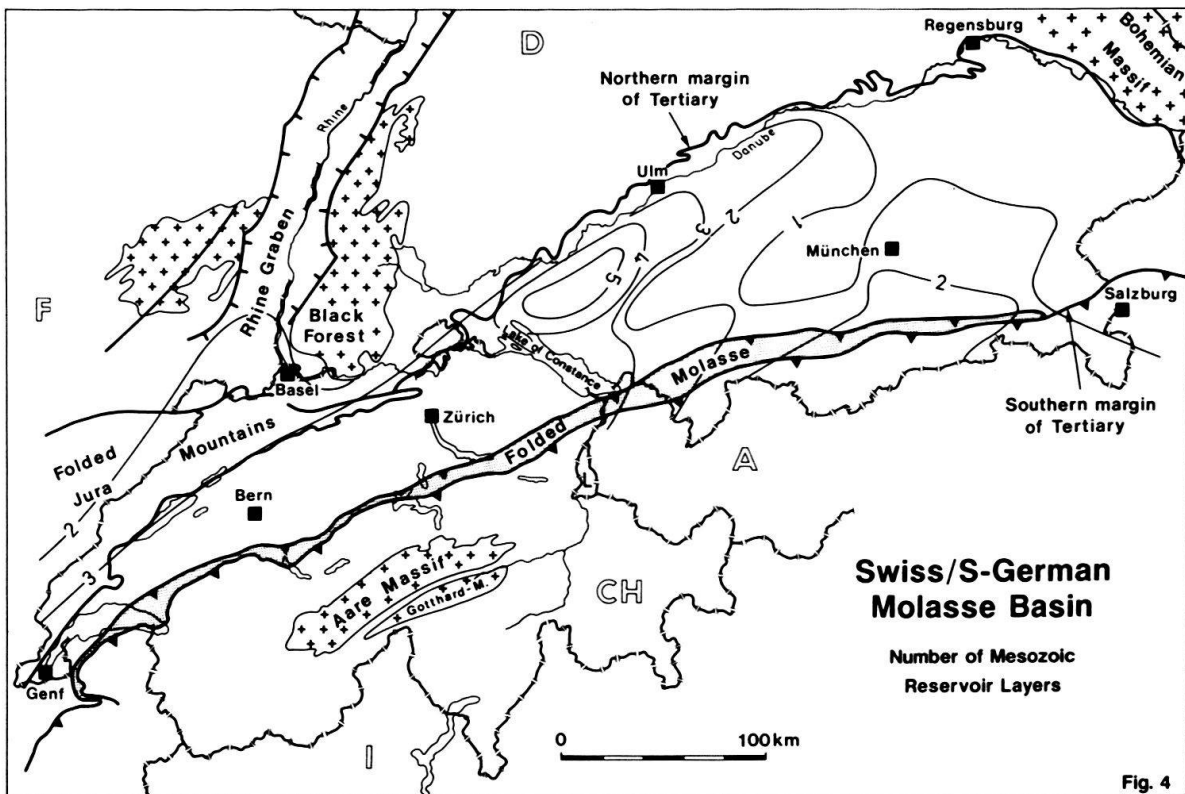 D
Regensburg
Bohemian
Massif
Northern margin
of Tertiary
Rhine
Danube
Ulm
Rhine Graben
3
2
4
1
5
München
2
F
Black
Forest
Salzburg
Lake of Constance
Basel
Molasse
Zürich
Mountains
Folded
Southern margin
of Tertiary
Folded
Jura
A
L
Bern
2
3
Aare Massif
Gotthard-M.
CH
Swiss/S-German
Molasse Basin
Number of Mesozoic
Reservoir Layers
Genf
I
0 100km
Fig. 4